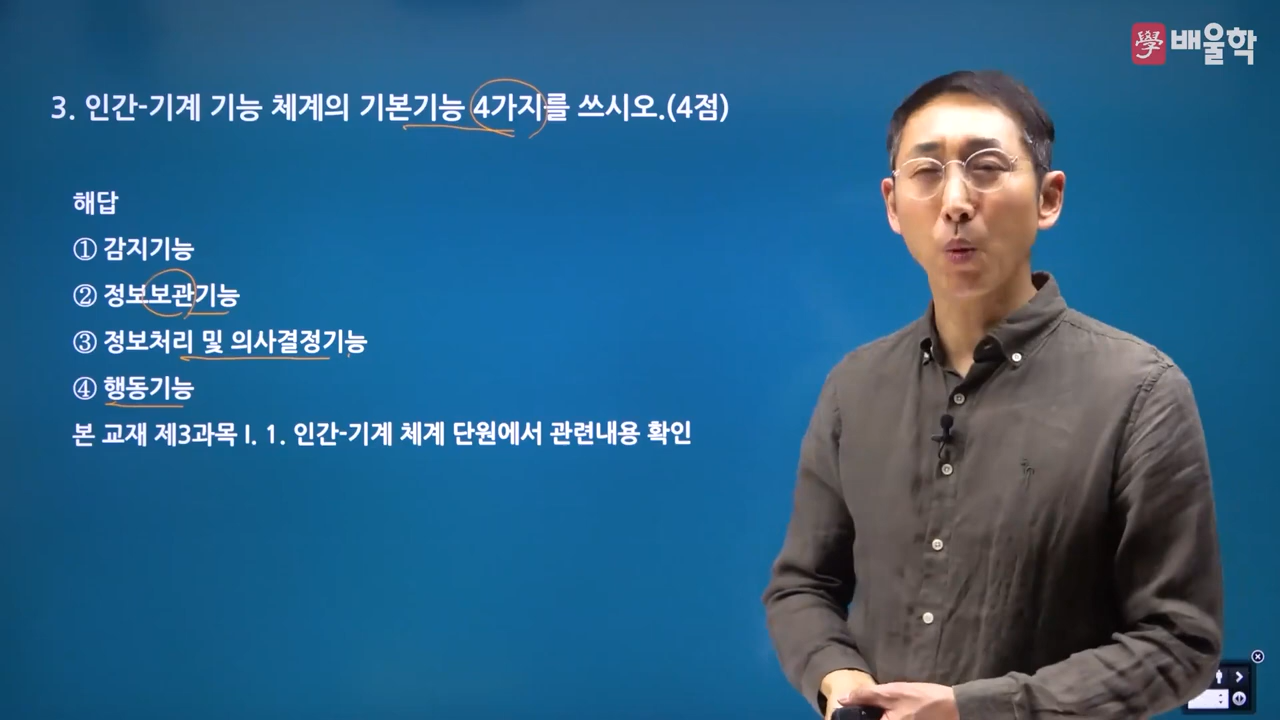 學 배울학
3. 인간-기계 기능 체계의 기본기능 4가지를 쓰시오.(4점)
해답
① 감지기능
② 정보보관기능
③ 정보처리 및 의사결정기능
④ 행동기능
본 교재 제3과목 I. 1. 인간-기계 체계 단원에서 관련내용 확인